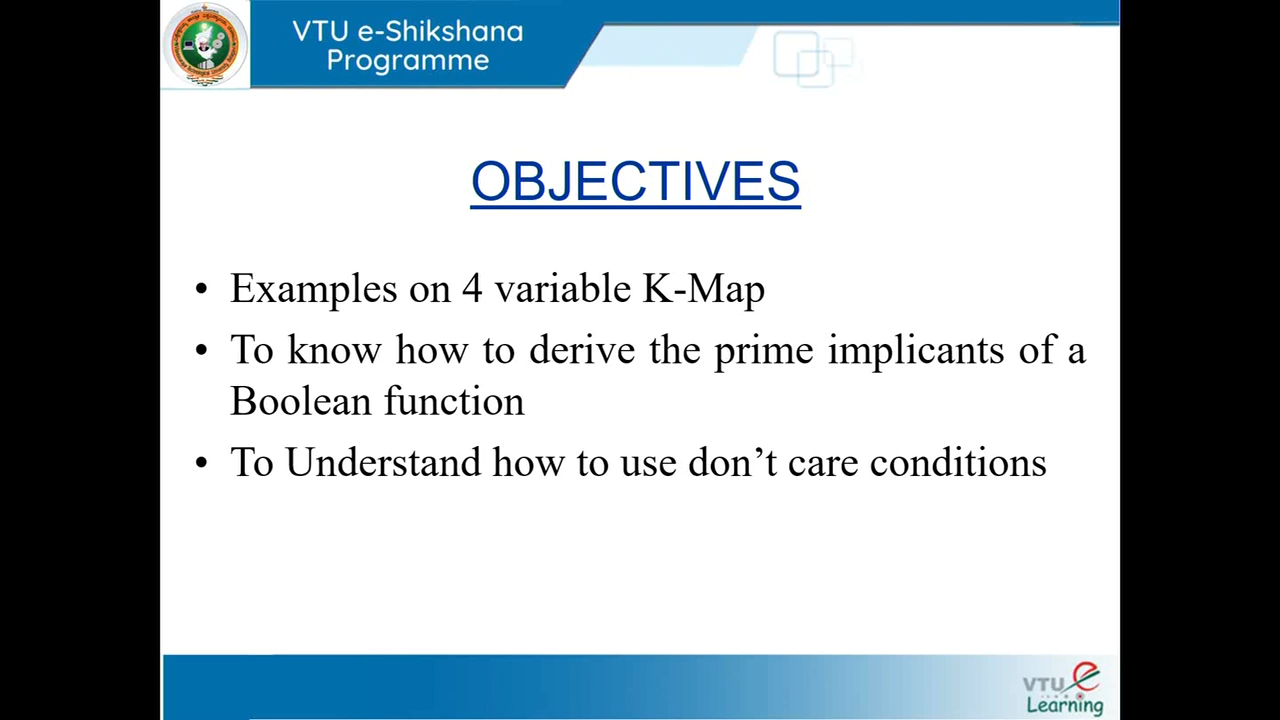 VTU e-Shikshana
Programme
OBJECTIVES
• Examples on 4 variable K-Map
• To know how to derive the prime implicants of a
Boolean function
• To Understand how to use don’t care conditions
VTU e
Learning